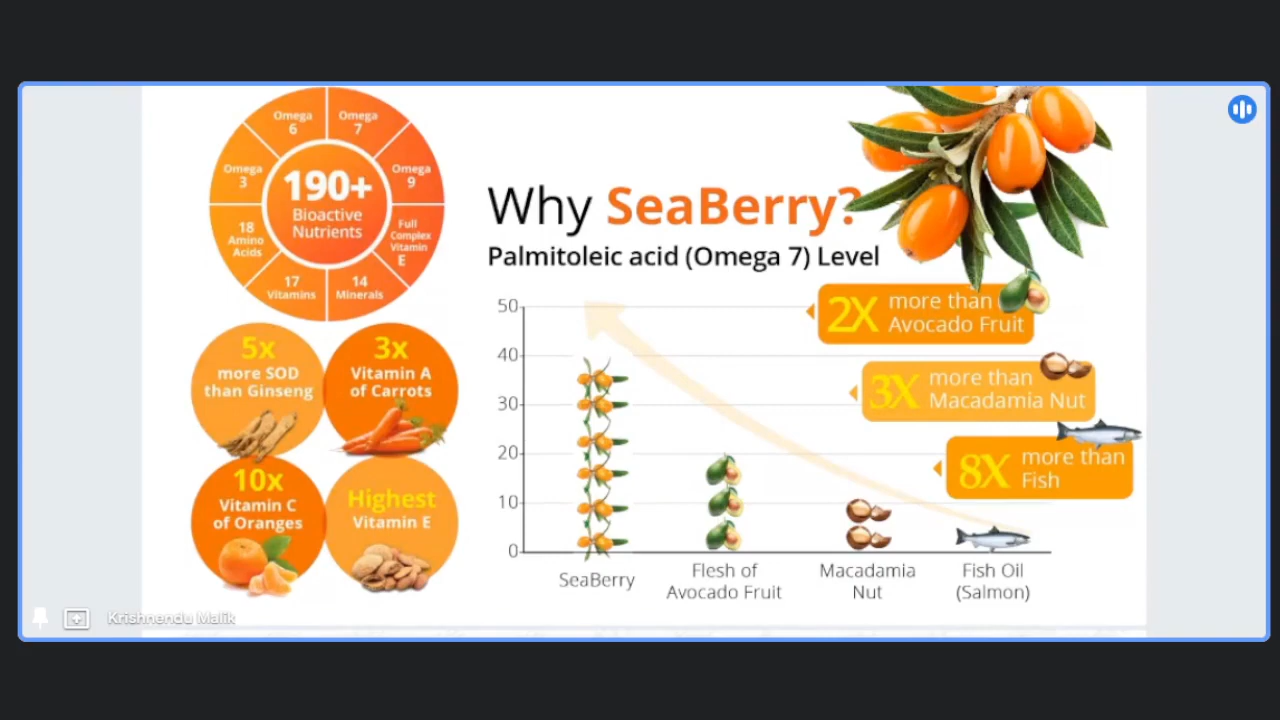 Omega
6
Omega
7
Omega
3
Omega
9
190+
Bioactive
Nutrients
18
Amino
Acids
Full
Complex
Vitamin
E
17
Vitamins
14
Minerals
5x
more SOD
than Ginseng
3x
Vitamin A
of Carrots
10x
Vitamin C
of Oranges
Highest
Vitamin E
Why SeaBerry?
Palmitoleic acid (Omega 7) Level
50
40
30
20
10
0
SeaBerry
Flesh of
Avocado Fruit
Macadamia
Nut
Fish Oil
(Salmon)
2X more than
Avocado Fruit
3X more than
Macadamia Nut
8X more than
Fish
Krishnendu Malik